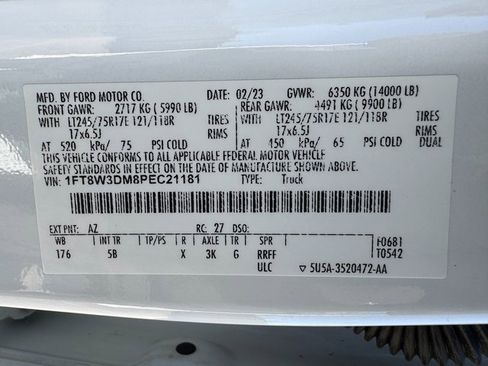 MFD. BY FORD MOTOR CO. DATE: 02/23 GVWR: 6350 KG (14000 LB)
FRONT GAWR: 2717 KG (5990 LB) REAR GAWR: 4491 KG (9900 LB)
WITH LT245/75R17E 121/118R TIRES WITH LT245/75R17E 121/118R TIRES
17x6.5J RIMS 17x6.5J RIMS
AT 520 kPa/ 75 PSI COLD AT 450 kPa/ 65 PSI COLD DUAL
THIS VEHICLE CONFORMS TO ALL APPLICABLE FEDERAL MOTOR VEHICLE
SAFETY STANDARDS IN EFFECT ON THE DATE OF MANUFACTURE SHOWN ABOVE.
VIN: 1FT8W3DM8PEC21181 TYPE: Truck
EXT PNT: AZ RC: 27 DSO: F0681
WB INT TR TP/PS R AXLE TR SPR T0542
176 5B X 3K G RRFF
ULC ▽ 5U5A-3520472-AA